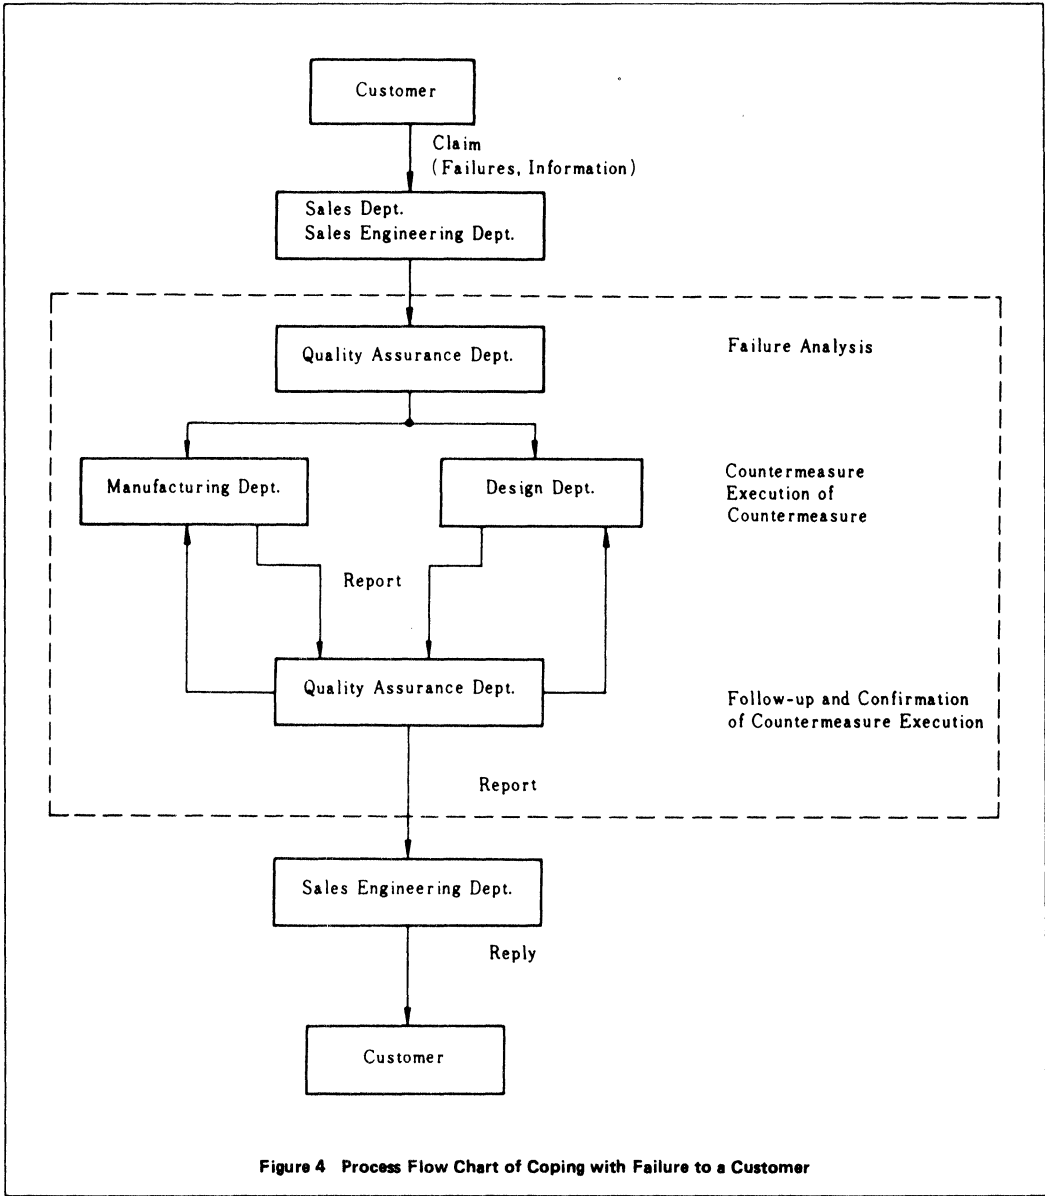 Customer
Claim
(Failures, Information)
Sales Dept.
Sales Engineering Dept.
Quality Assurance Dept.
Failure Analysis
Manufacturing Dept.
Design Dept.
Countermeasure
Execution of
Countermeasure
Report
Quality Assurance Dept.
Follow-up and Confirmation
of Countermeasure Execution
Report
Sales Engineering Dept.
Reply
Customer
Figure 4 Process Flow Chart of Coping with Failure to a Customer